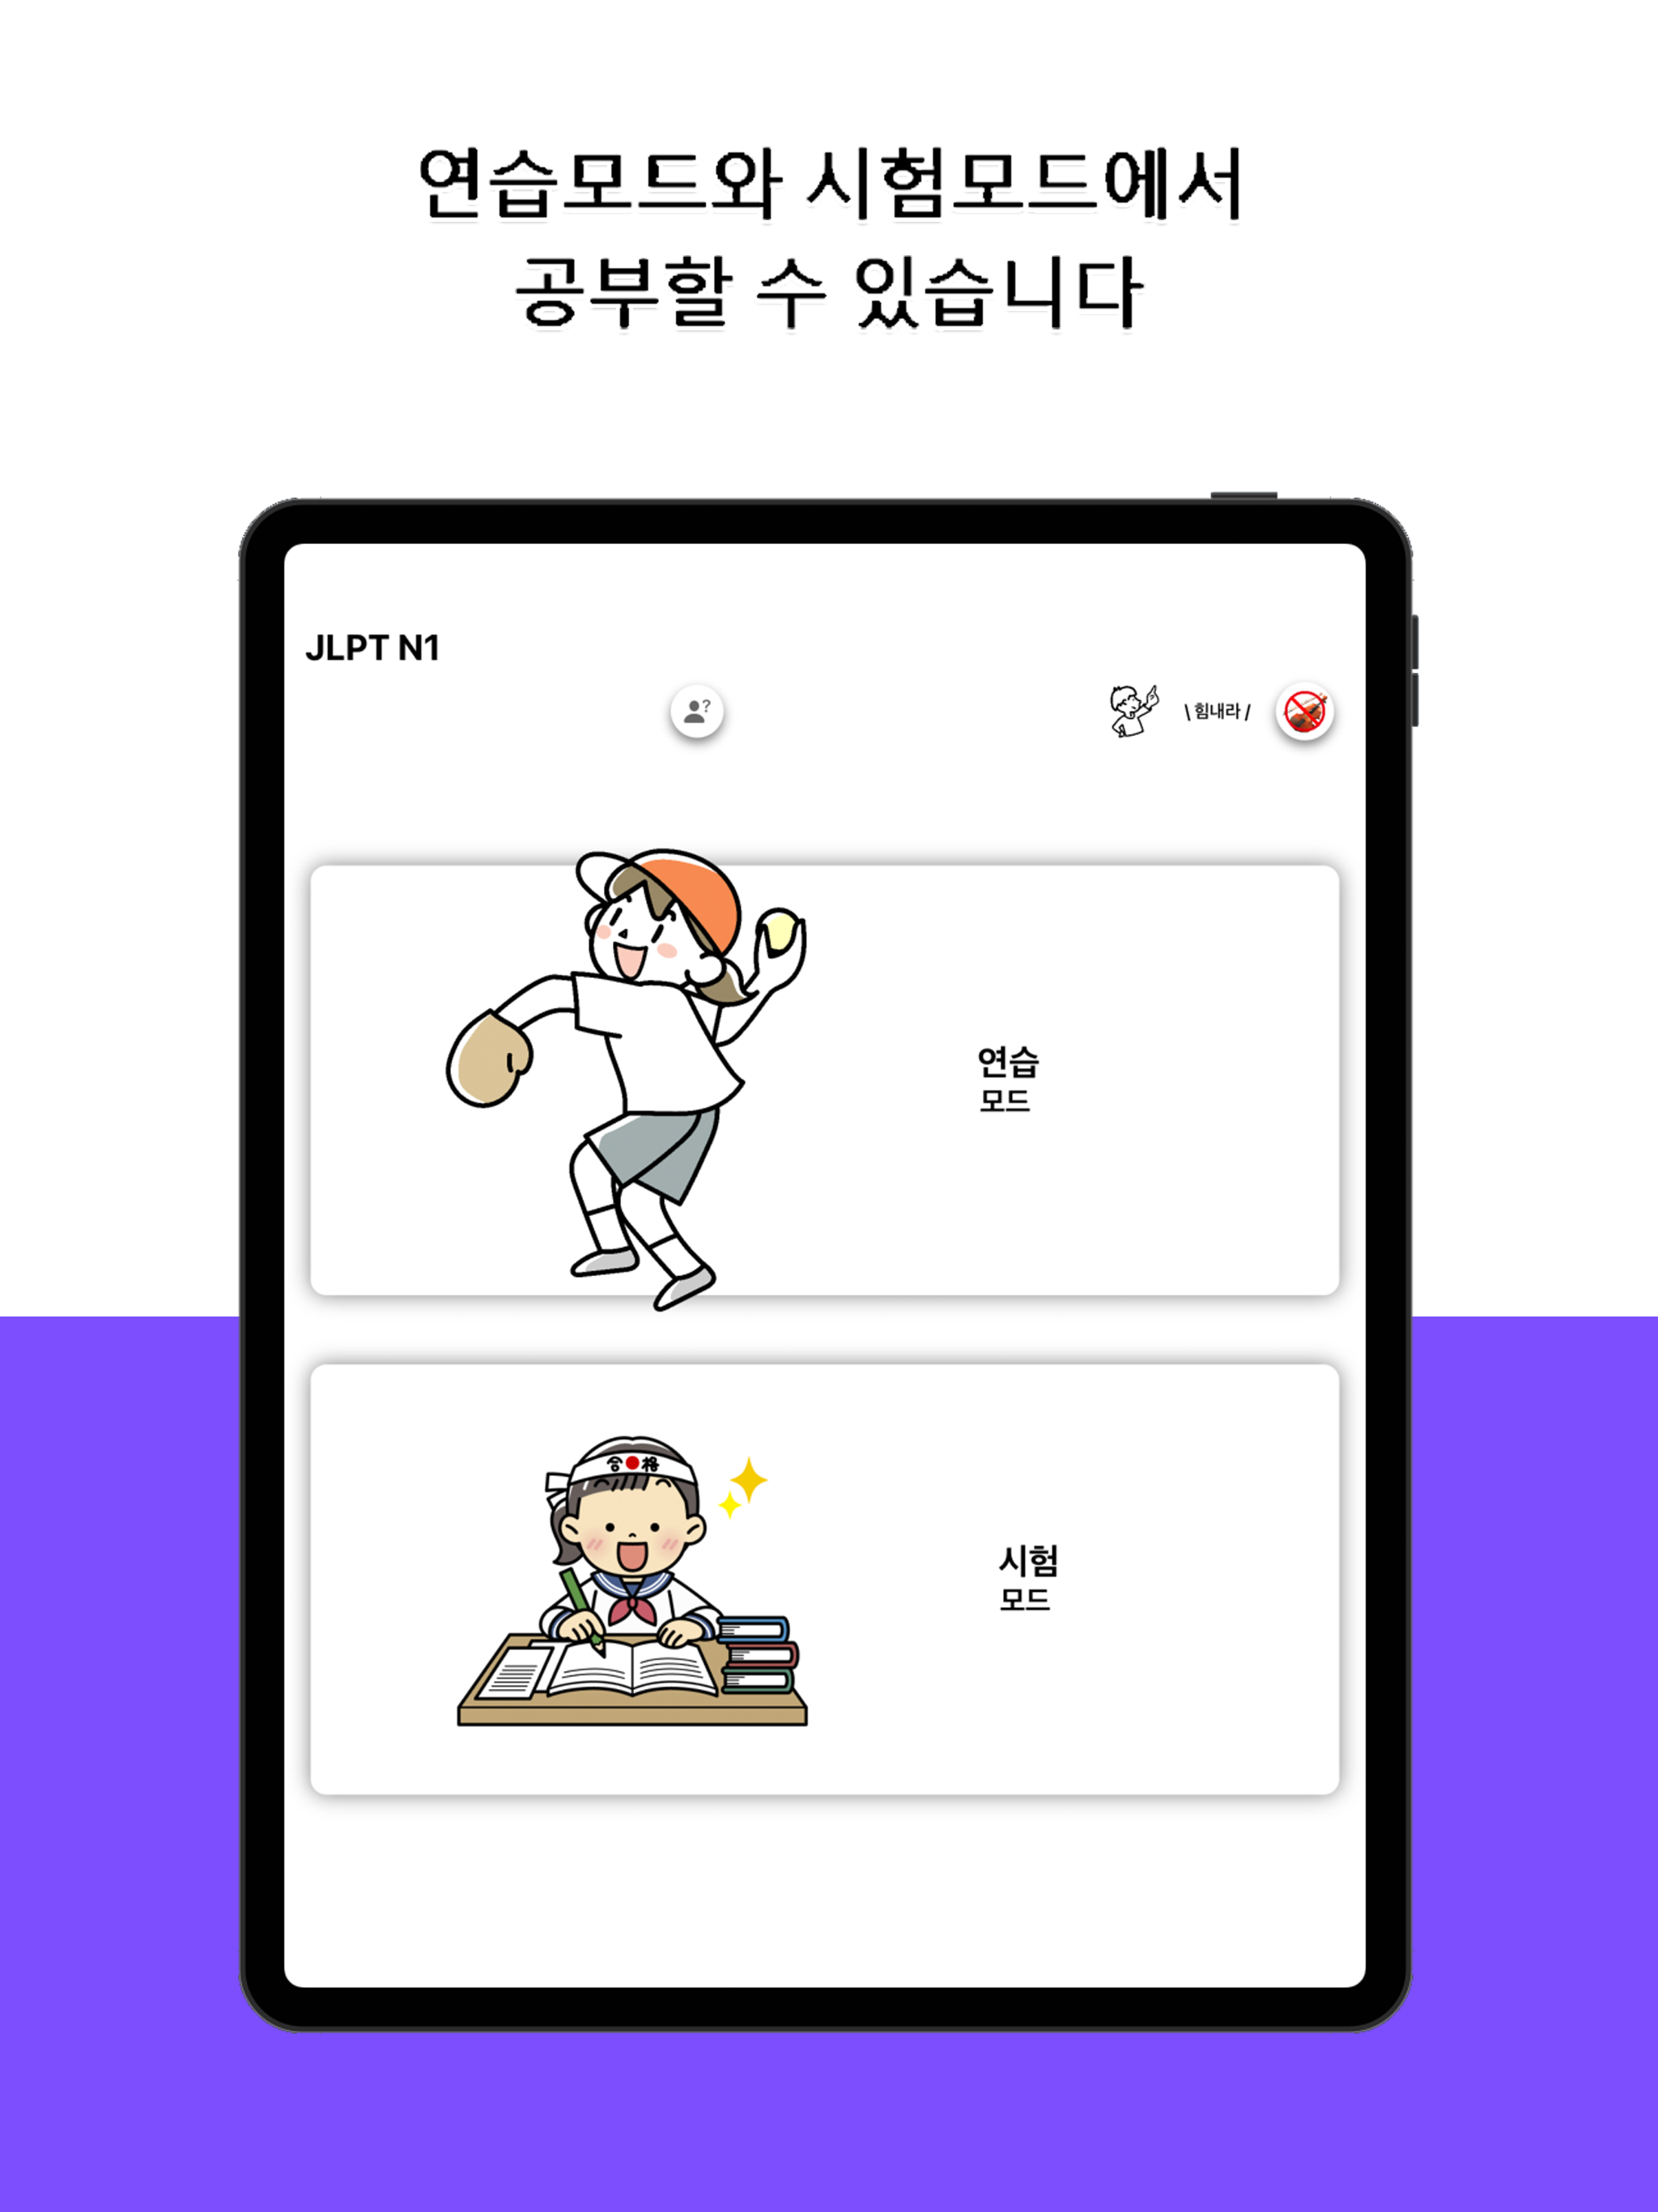 연습모드와 시험모드에서
공부할 수 있습니다
JLPT N1
?
\ 힘내라 /
연습
모드
合格
시험
모드